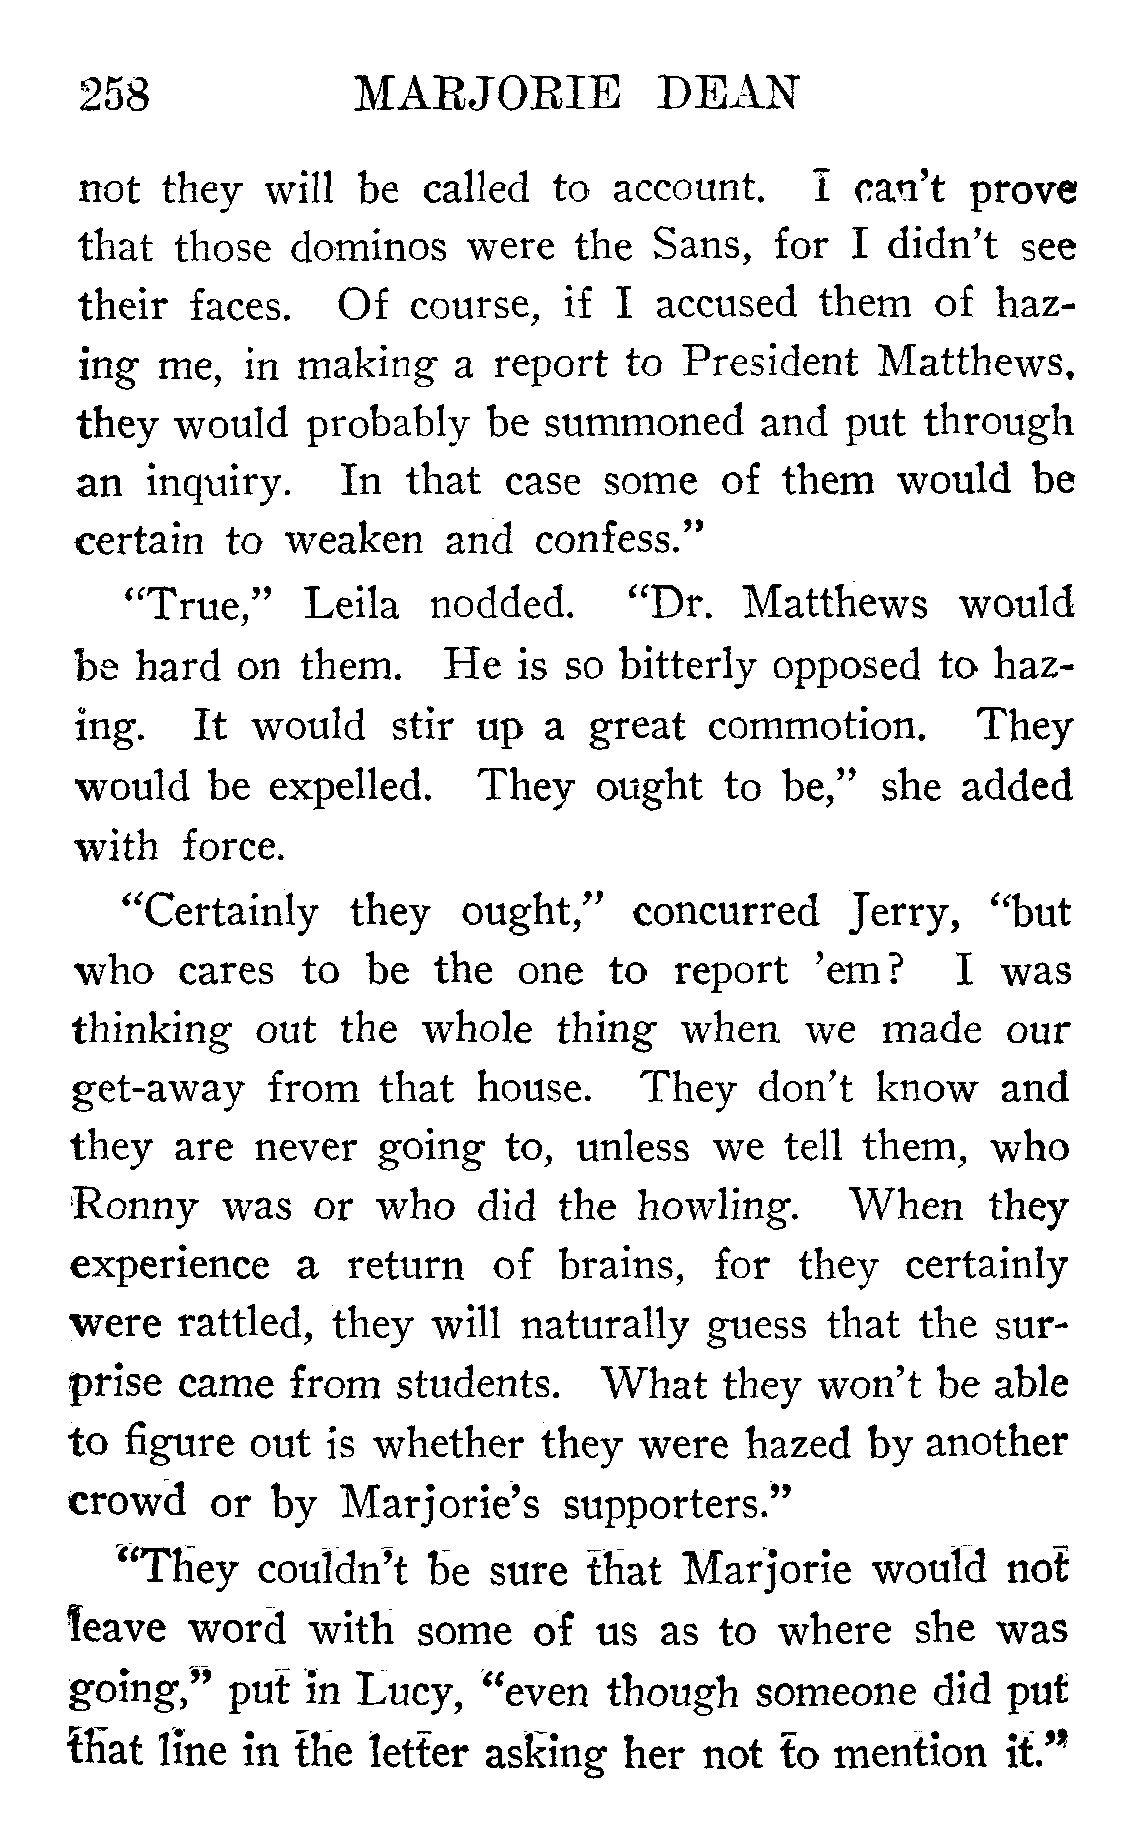 258 MARJORIE DEAN
not they will be called to account. I can't prove
that those dominos were the Sans, for I didn't see
their faces. Of course, if I accused them of haz-
ing me, in making a report to President Matthews.
they would probably be summoned and put through
an inquiry. In that case some of them would be
certain to weaken and confess."
"True," Leila nodded. "Dr. Matthews would
be hard on them. He is so bitterly opposed to haz-
ing. It would stir up a great commotion. They
would be expelled. They ought to be," she added
with force.
"Certainly they ought," concurred Jerry, "but
who cares to be the one to report 'em? I was
thinking out the whole thing when we made our
get-away from that house. They don't know and
they are never going to, unless we tell them, who
Ronny was or who did the howling. When they
experience a return of brains, for they certainly
were rattled, they will naturally guess that the sur-
prise came from students. What they won't be able
to figure out is whether they were hazed by another
crowd or by Marjorie's supporters."
"They couldn't be sure that Marjorie would not
leave word with some of us as to where she was
going," put in Lucy, "even though someone did put
that line in the letter asking her not to mention it."